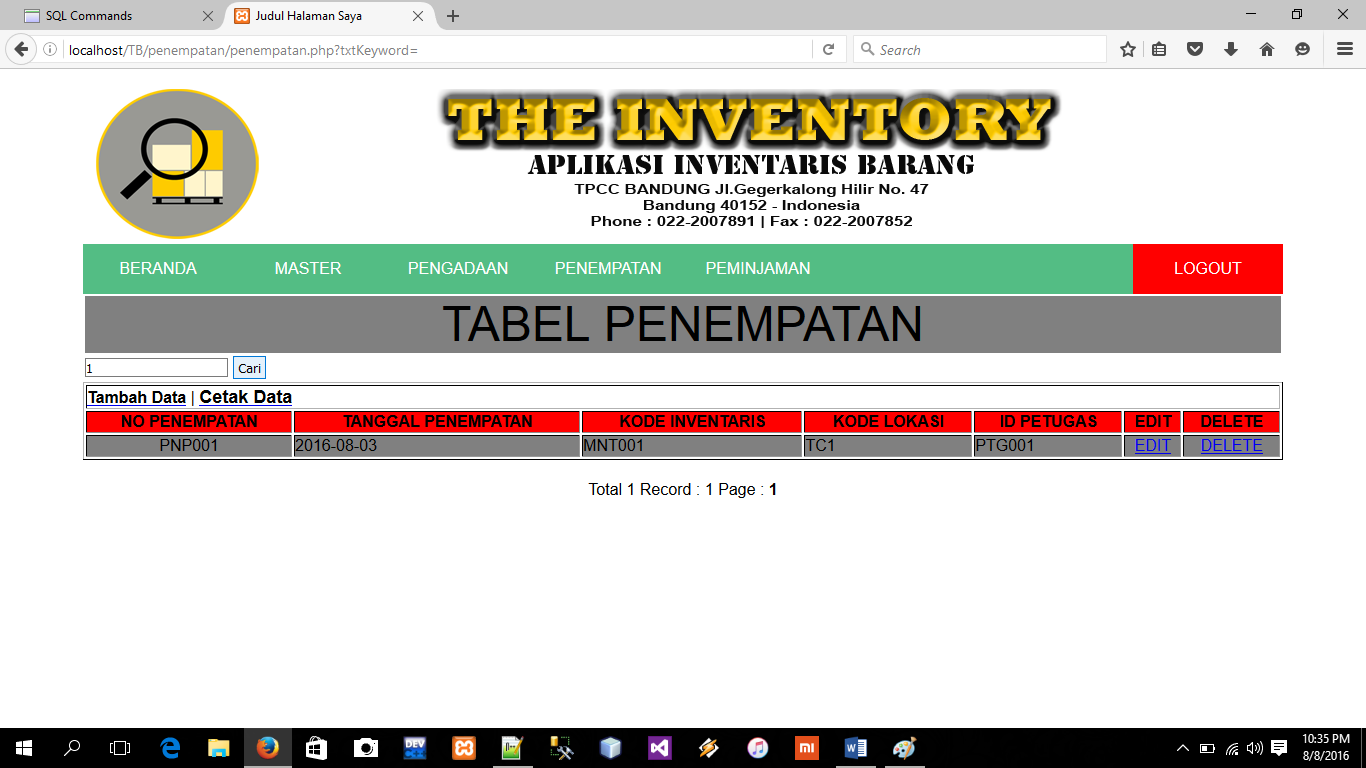 SQL Commands
Judul Halaman Saya
localhost/TB/penempatan/penempatan.php?txtKeyword=
Search
THE INVENTORY
APLIKASI INVENTARIS BARANG
TPCC BANDUNG Jl.Gegerkalong Hilir No. 47
Bandung 40152 - Indonesia
Phone : 022-2007891 | Fax : 022-2007852
BERANDA MASTER PENGADAAN PENEMPATAN PEMINJAMAN LOGOUT
TABEL PENEMPATAN
1 Cari
Tambah Data | Cetak Data
NO PENEMPATAN TANGGAL PENEMPATAN KODE INVENTARIS KODE LOKASI ID PETUGAS EDIT DELETE
PNP001 2016-08-03 MNT001 TC1 PTG001 EDIT DELETE
Total 1 Record : 1 Page : 1
DEV
10:35 PM
8/8/2016